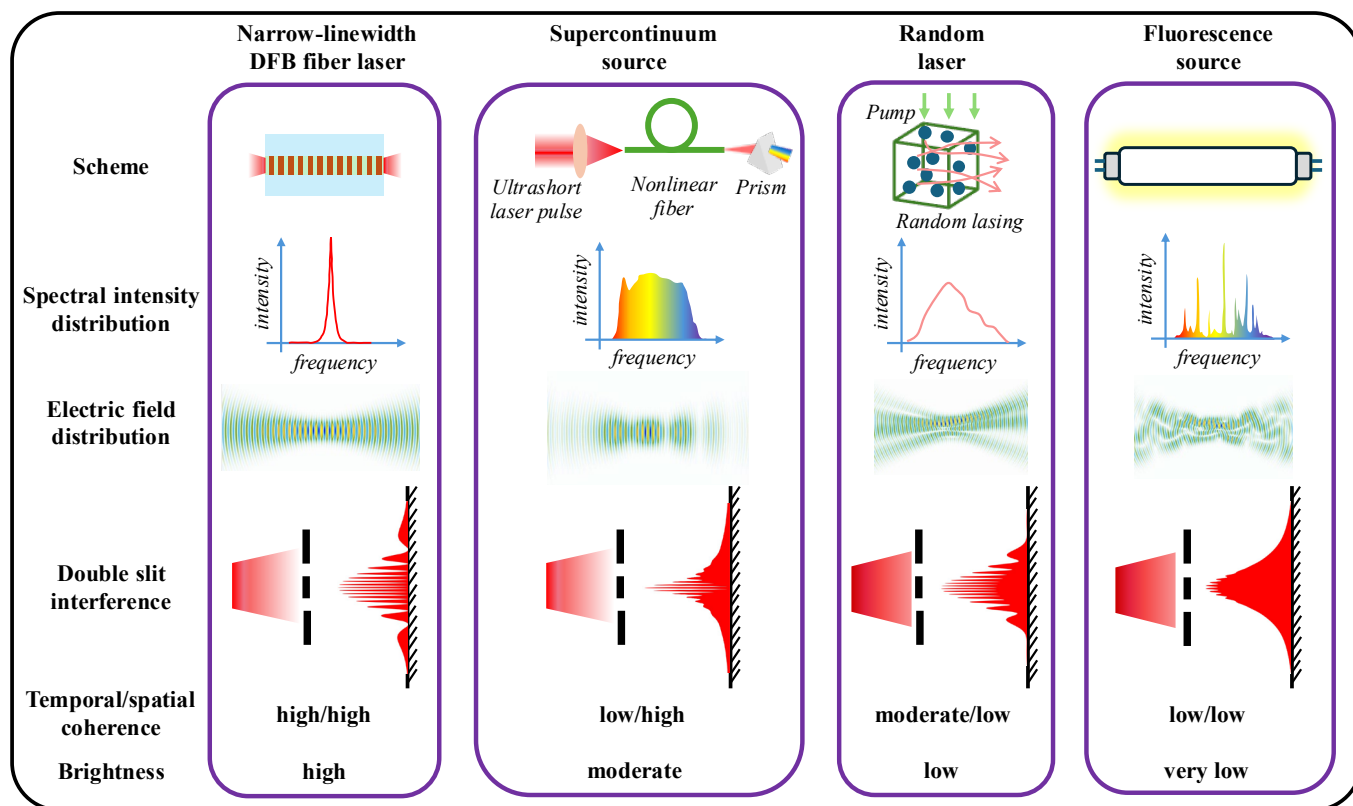 Narrow-linewidth
DFB fiber laser
Supercontinuum
source
Random
laser
Fluorescence
source
Scheme
Ultrashort
laser pulse
Nonlinear
fiber
Prism
Pump
Random lasing
Spectral intensity
distribution
intensity
frequency
intensity
frequency
intensity
frequency
intensity
frequency
Electric field
distribution
Double slit
interference
Temporal/spatial
coherence
high/high
low/high
moderate/low
low/low
Brightness
high
moderate
low
very low